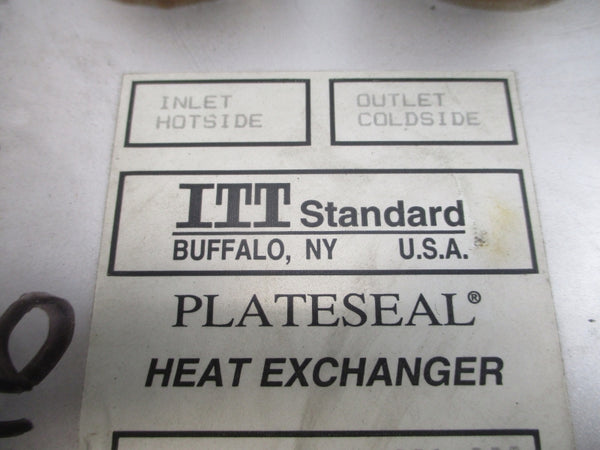 INLET
HOTSIDE
OUTLET
COLDSIDE
ITT Standard
BUFFALO, NY U.S.A.
PLATESEAL®
HEAT EXCHANGER